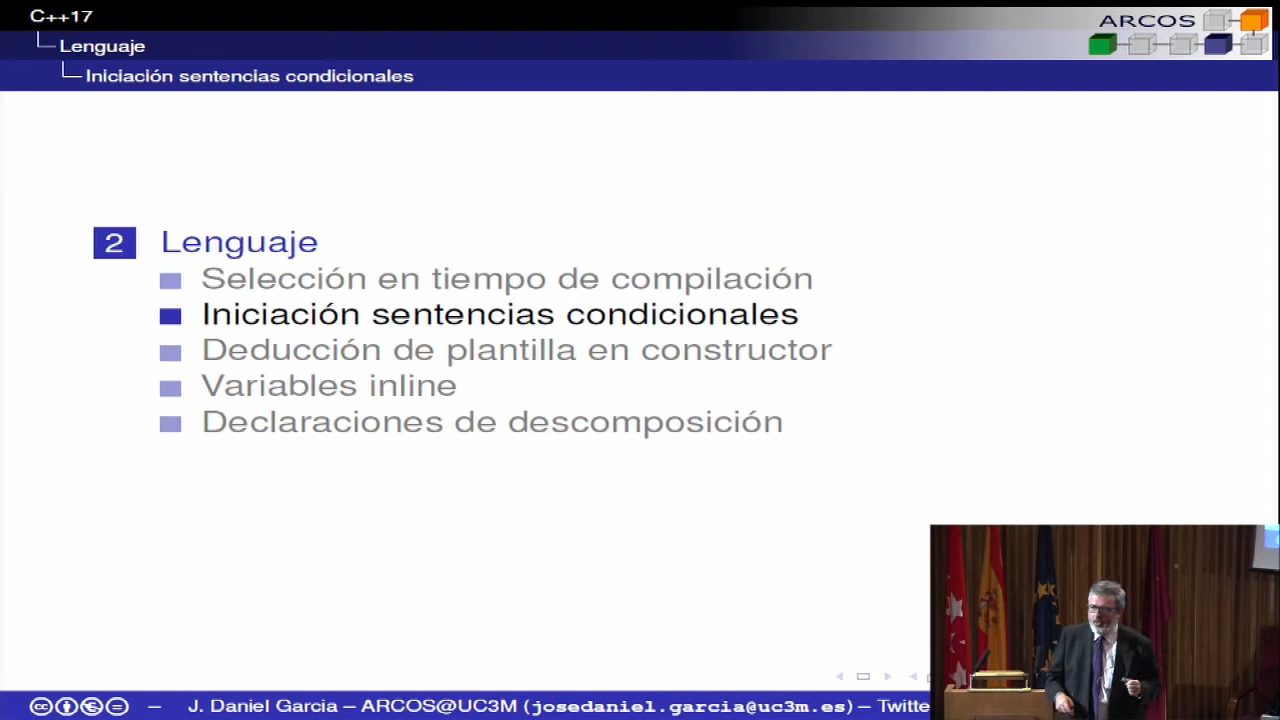 C++17
Lenguaje
Iniciación sentencias condicionales
ARCOS
2 Lenguaje
Selección en tiempo de compilación
Iniciación sentencias condicionales
Deducción de plantilla en constructor
Variables inline
Declaraciones de descomposición
cc – J. Daniel Garcia – ARCOS@UC3M (josedaniel.garcia@uc3m.es) – Twitte